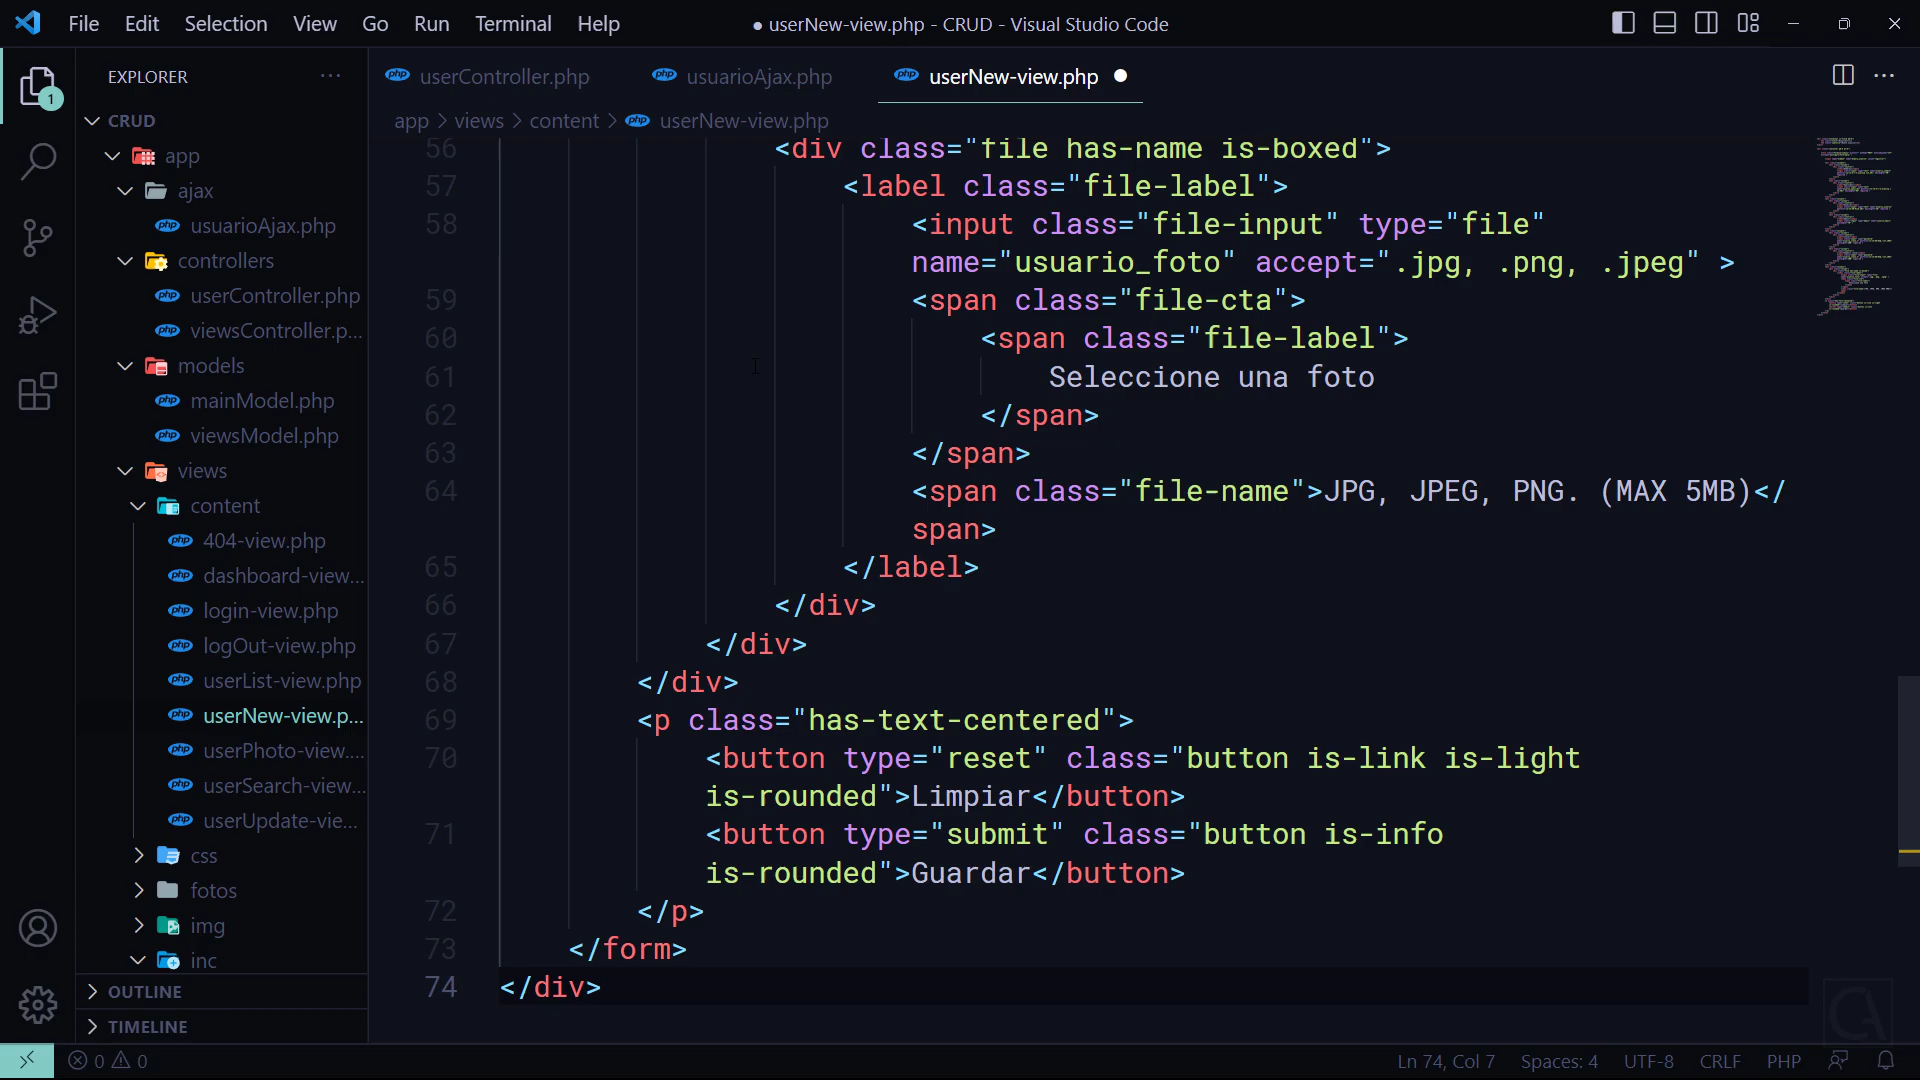 File Edit Selection View Go Run Terminal Help
● userNew-view.php - CRUD - Visual Studio Code
EXPLORER
1
CRUD
app
ajax
usuarioAjax.php
controllers
userController.php
viewsController.p...
models
mainModel.php
viewsModel.php
views
content
404-view.php
dashboard-view...
login-view.php
logOut-view.php
userList-view.php
userNew-view.p...
userPhoto-view....
userSearch-view...
userUpdate-vie...
css
fotos
img
inc
OUTLINE
TIMELINE
userController.php usuarioAjax.php userNew-view.php
app > views > content > userNew-view.php
56 <div class="file has-name is-boxed">
57 <label class="file-label">
58 <input class="file-input" type="file"
name="usuario_foto" accept=".jpg, .png, .jpeg" >
59 <span class="file-cta">
60 <span class="file-label">
61 Seleccione una foto
62 </span>
63 </span>
64 <span class="file-name">JPG, JPEG, PNG. (MAX 5MB)</
span>
65 </label>
66 </div>
67 </div>
68 </div>
69 <p class="has-text-centered">
70 <button type="reset" class="button is-link is-light
is-rounded">Limpiar</button>
71 <button type="submit" class="button is-info
is-rounded">Guardar</button>
72 </p>
73 </form>
74 </div>
0 0
Ln 74, Col 7 Spaces: 4 UTF-8 CRLF PHP